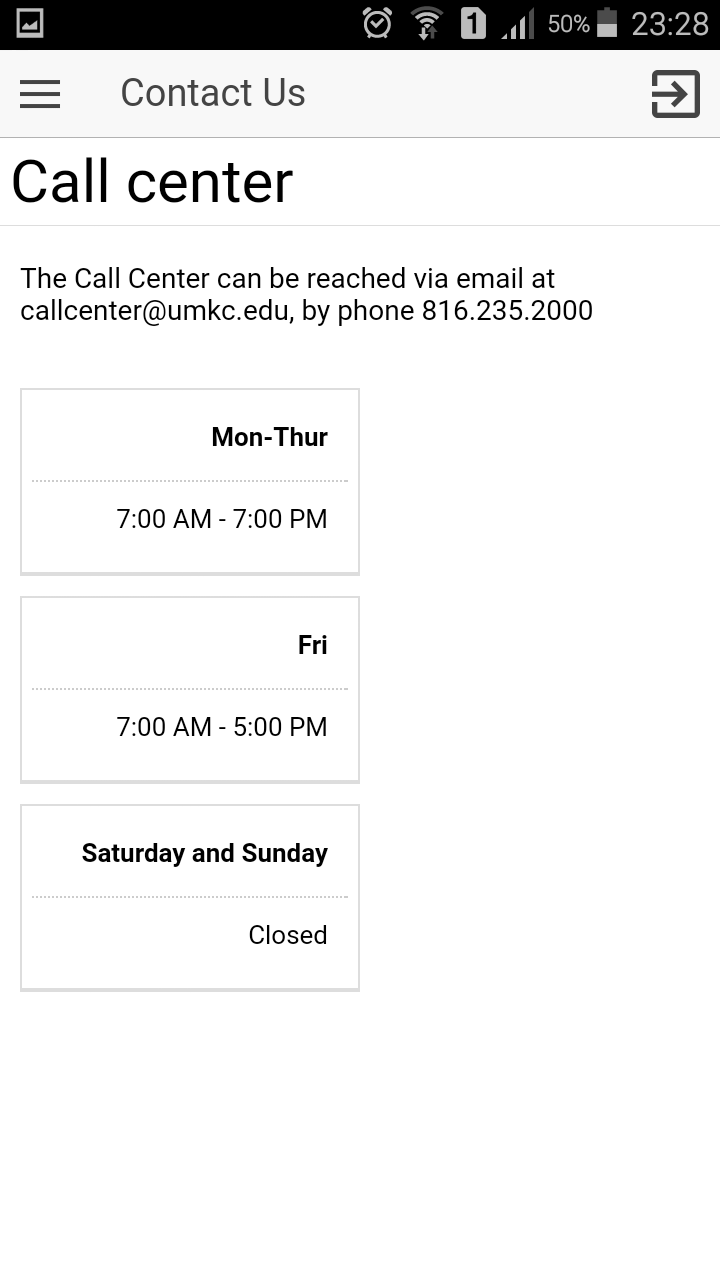 1 50% 23:28
Contact Us
Call center
The Call Center can be reached via email at
callcenter@umkc.edu, by phone 816.235.2000
Mon-Thur
7:00 AM - 7:00 PM
Fri
7:00 AM - 5:00 PM
Saturday and Sunday
Closed